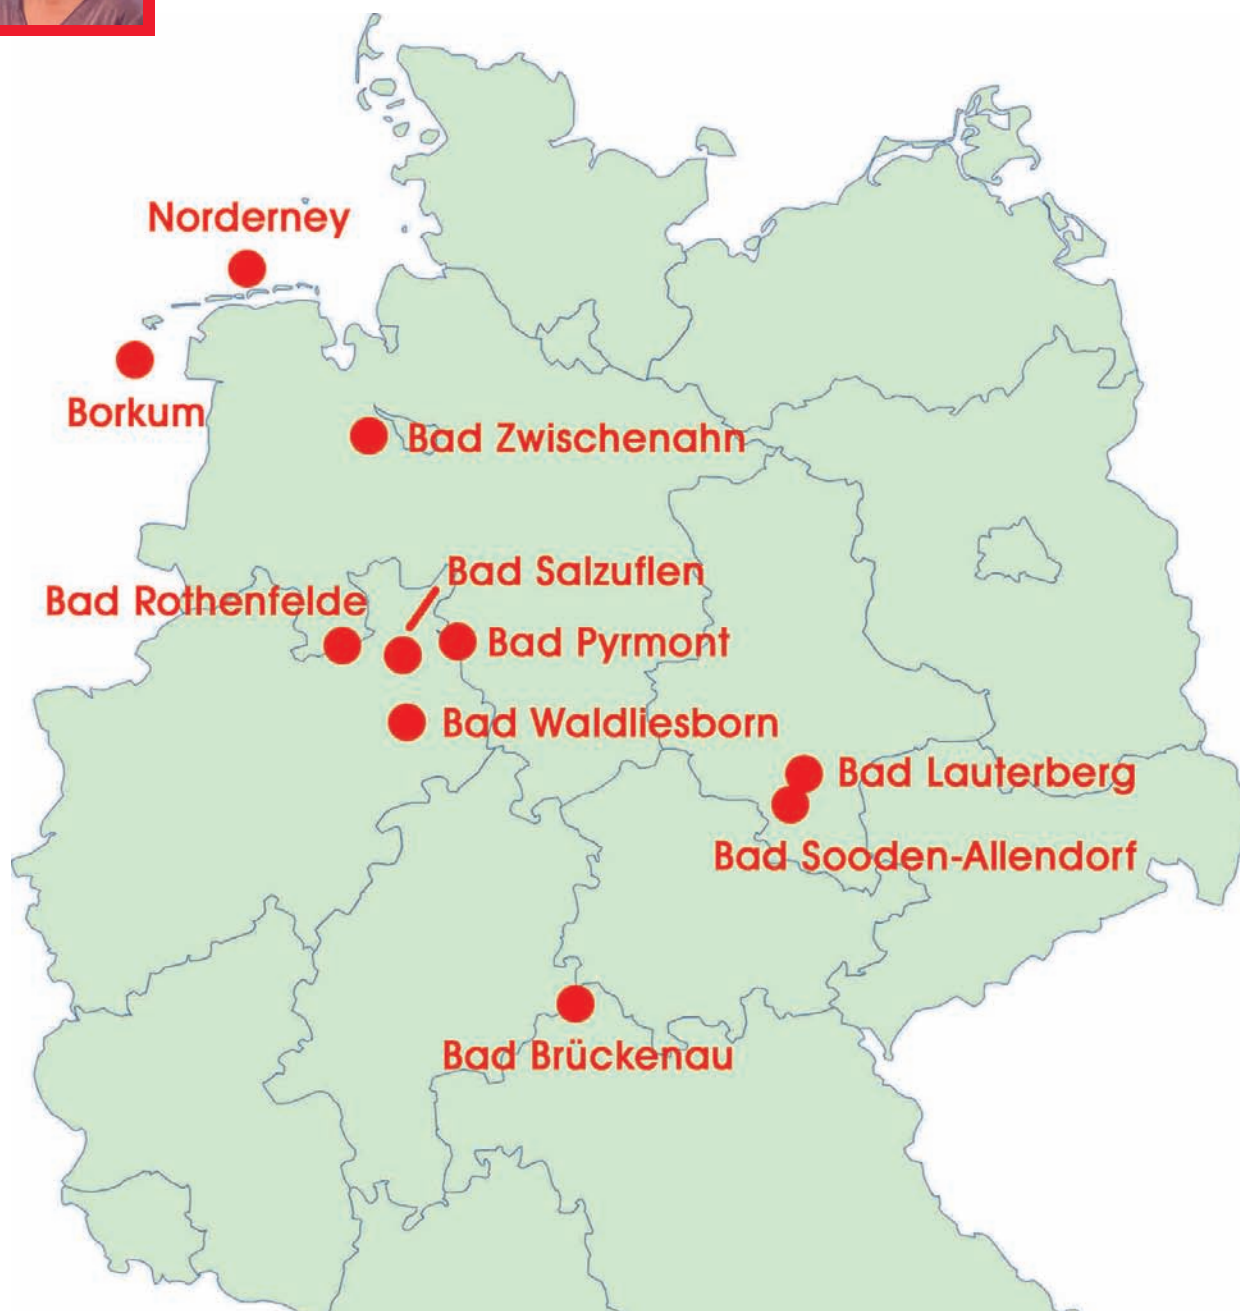 Norderney
Borkum
Bad Zwischenahn
Bad Salzuflen
Bad Rothenfelde
Bad Pyrmont
Bad Waldliesborn
Bad Lauterberg
Bad Sooden-Allendorf
Bad Brückenau